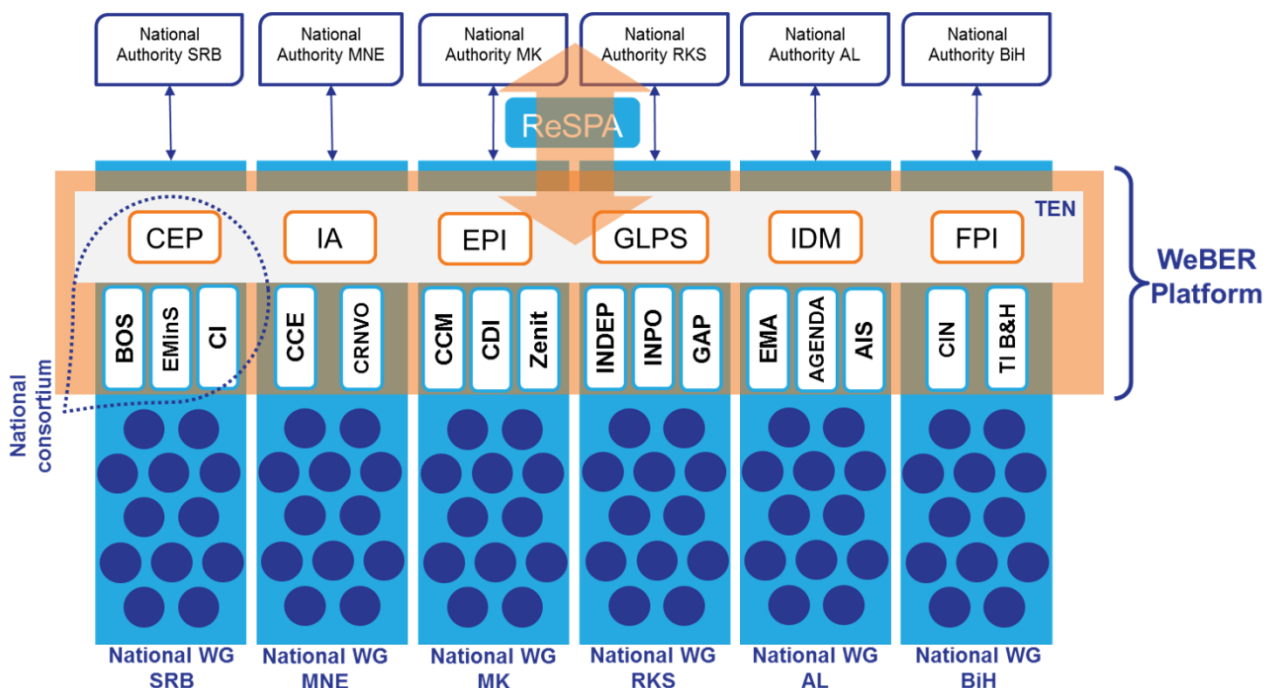 National
Authority SRB
National
Authority MNE
National
Authority MK
National
Authority RKS
National
Authority AL
National
Authority BiH
ReSPA
TEN
CEP
IA
EPI
GLPS
IDM
FPI
WeBER
Platform
BOS
EMinS
CI
CCE
CRNVO
CCM
CDI
Zenit
INDEP
INPO
GAP
EMA
AGENDA
AIS
CIN
TI B&H
National
consortium
National WG
SRB
National WG
MNE
National WG
MK
National WG
RKS
National WG
AL
National WG
BiH